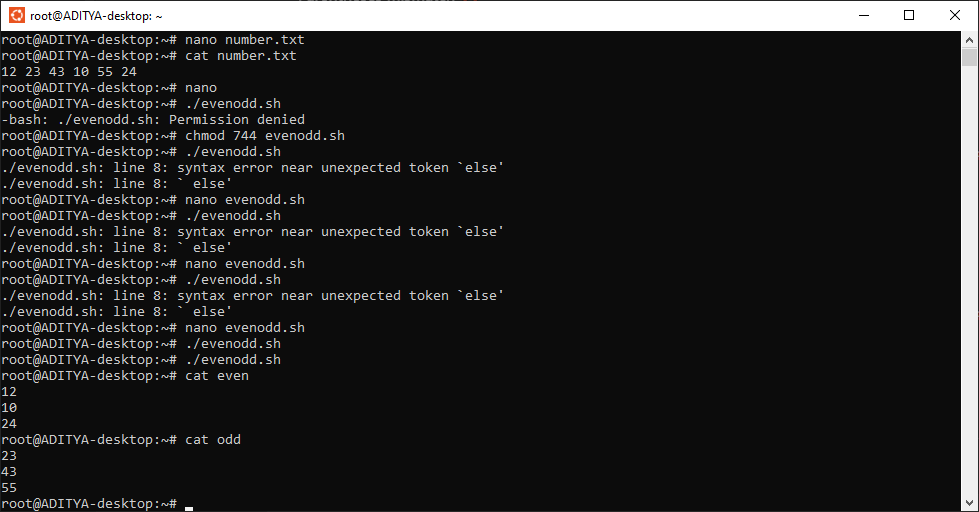 root@ADITYA-desktop: ~
root@ADITYA-desktop:~# nano number.txt
root@ADITYA-desktop:~# cat number.txt
12 23 43 10 55 24
root@ADITYA-desktop:~# nano
root@ADITYA-desktop:~# ./evenodd.sh
-bash: ./evenodd.sh: Permission denied
root@ADITYA-desktop:~# chmod 744 evenodd.sh
root@ADITYA-desktop:~# ./evenodd.sh
./evenodd.sh: line 8: syntax error near unexpected token `else'
./evenodd.sh: line 8: ` else'
root@ADITYA-desktop:~# nano evenodd.sh
root@ADITYA-desktop:~# ./evenodd.sh
./evenodd.sh: line 8: syntax error near unexpected token `else'
./evenodd.sh: line 8: ` else'
root@ADITYA-desktop:~# nano evenodd.sh
root@ADITYA-desktop:~# ./evenodd.sh
./evenodd.sh: line 8: syntax error near unexpected token `else'
./evenodd.sh: line 8: ` else'
root@ADITYA-desktop:~# nano evenodd.sh
root@ADITYA-desktop:~# ./evenodd.sh
root@ADITYA-desktop:~# ./evenodd.sh
root@ADITYA-desktop:~# cat even
12
10
24
root@ADITYA-desktop:~# cat odd
23
43
55
root@ADITYA-desktop:~#